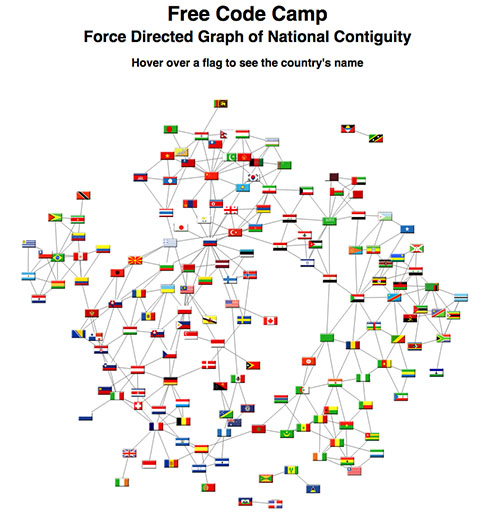 Free Code Camp
Force Directed Graph of National Contiguity
Hover over a flag to see the country's name